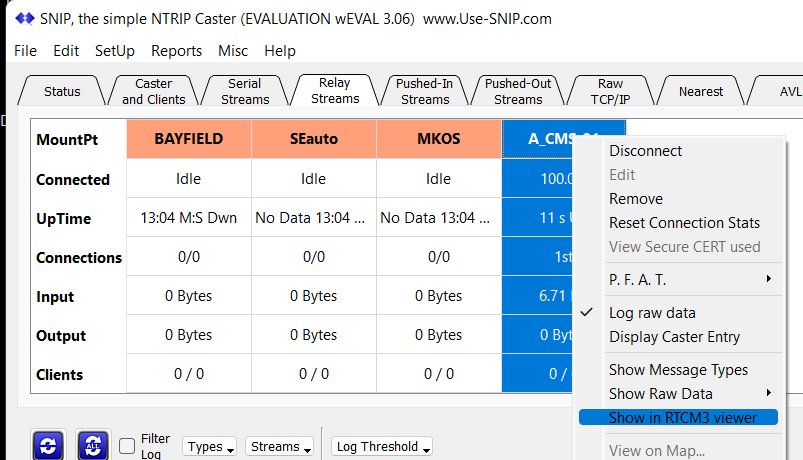 SNIP, the simple NTRIP Caster (EVALUATION wEVAL 3.06)  www.Use-SNIP.com
File Edit SetUp Reports Misc Help
Status
Caster
and Clients
Serial
Streams
Relay
Streams
Pushed-In
Streams
Pushed-Out
Streams
Raw
TCP/IP
Nearest
AVL
MountPt BAYFIELD SEauto MKOS
Connected Idle Idle Idle 100.0
UpTime 13:04 M:S Dwn No Data 13:04 ... No Data 13:04 ... 11 s
Connections 0/0 0/0 0/0 1st
Input 0 Bytes 0 Bytes 0 Bytes 6.71
Output 0 Bytes 0 Bytes 0 Bytes
Clients 0 / 0 0 / 0 0 / 0
Disconnect
Edit
Remove
Reset Connection Stats
View Secure CERT used
P. F. A. T.
Log raw data
Display Caster Entry
Show Message Types
Show Raw Data
Show in RTCM3 viewer
View on Map...
ALL
Filter
Log
Types
Streams
Log Threshold